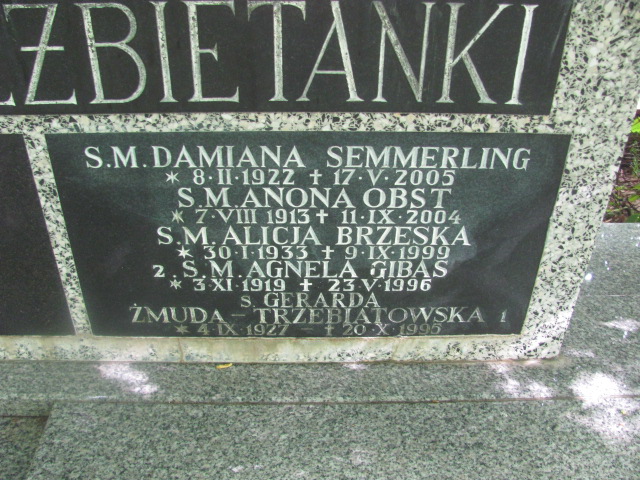 ŻBIETANKI
S.M. DAMIANA SEMMERLING
* 8·II·1922 † 17·V·2005
S.M. ANONA OBST
* 7·VIII 1913 † 11·IX·2004
S.M. ALICJA BRZESKA
* 30·I·1933 † 9·IX·1999
2. S.M. AGNELA GIBAS
* 3·XI·1919 † 23·V·1996
S. GERARDA
ŻMUDA – TRZEBIATOWSKA 1
* 4·IX·1927 – † 20·X·1995